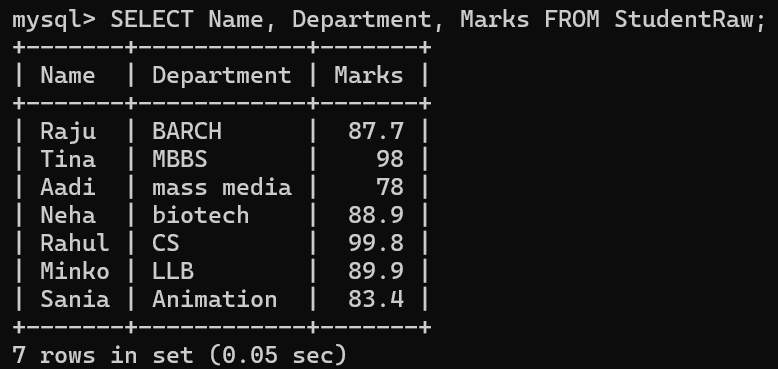 mysql> SELECT Name, Department, Marks FROM StudentRaw;
+-------+------------+-------+
| Name  | Department | Marks |
+-------+------------+-------+
| Raju  | BARCH      |  87.7 |
| Tina  | MBBS       |    98 |
| Aadi  | mass media |    78 |
| Neha  | biotech    |  88.9 |
| Rahul | CS         |  99.8 |
| Minko | LLB        |  89.9 |
| Sania | Animation  |  83.4 |
+-------+------------+-------+
7 rows in set (0.05 sec)